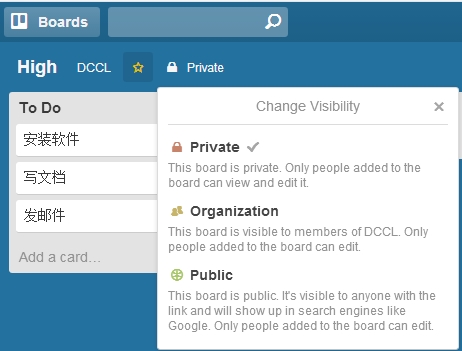 Boards
High DCCL Private
To Do
安装软件
写文档
发邮件
Add a card…
Change Visibility
Private
This board is private. Only people added to the
board can view and edit it.
Organization
This board is visible to members of DCCL. Only
people added to the board can edit.
Public
This board is public. It's visible to anyone with the
link and will show up in search engines like
Google. Only people added to the board can edit.